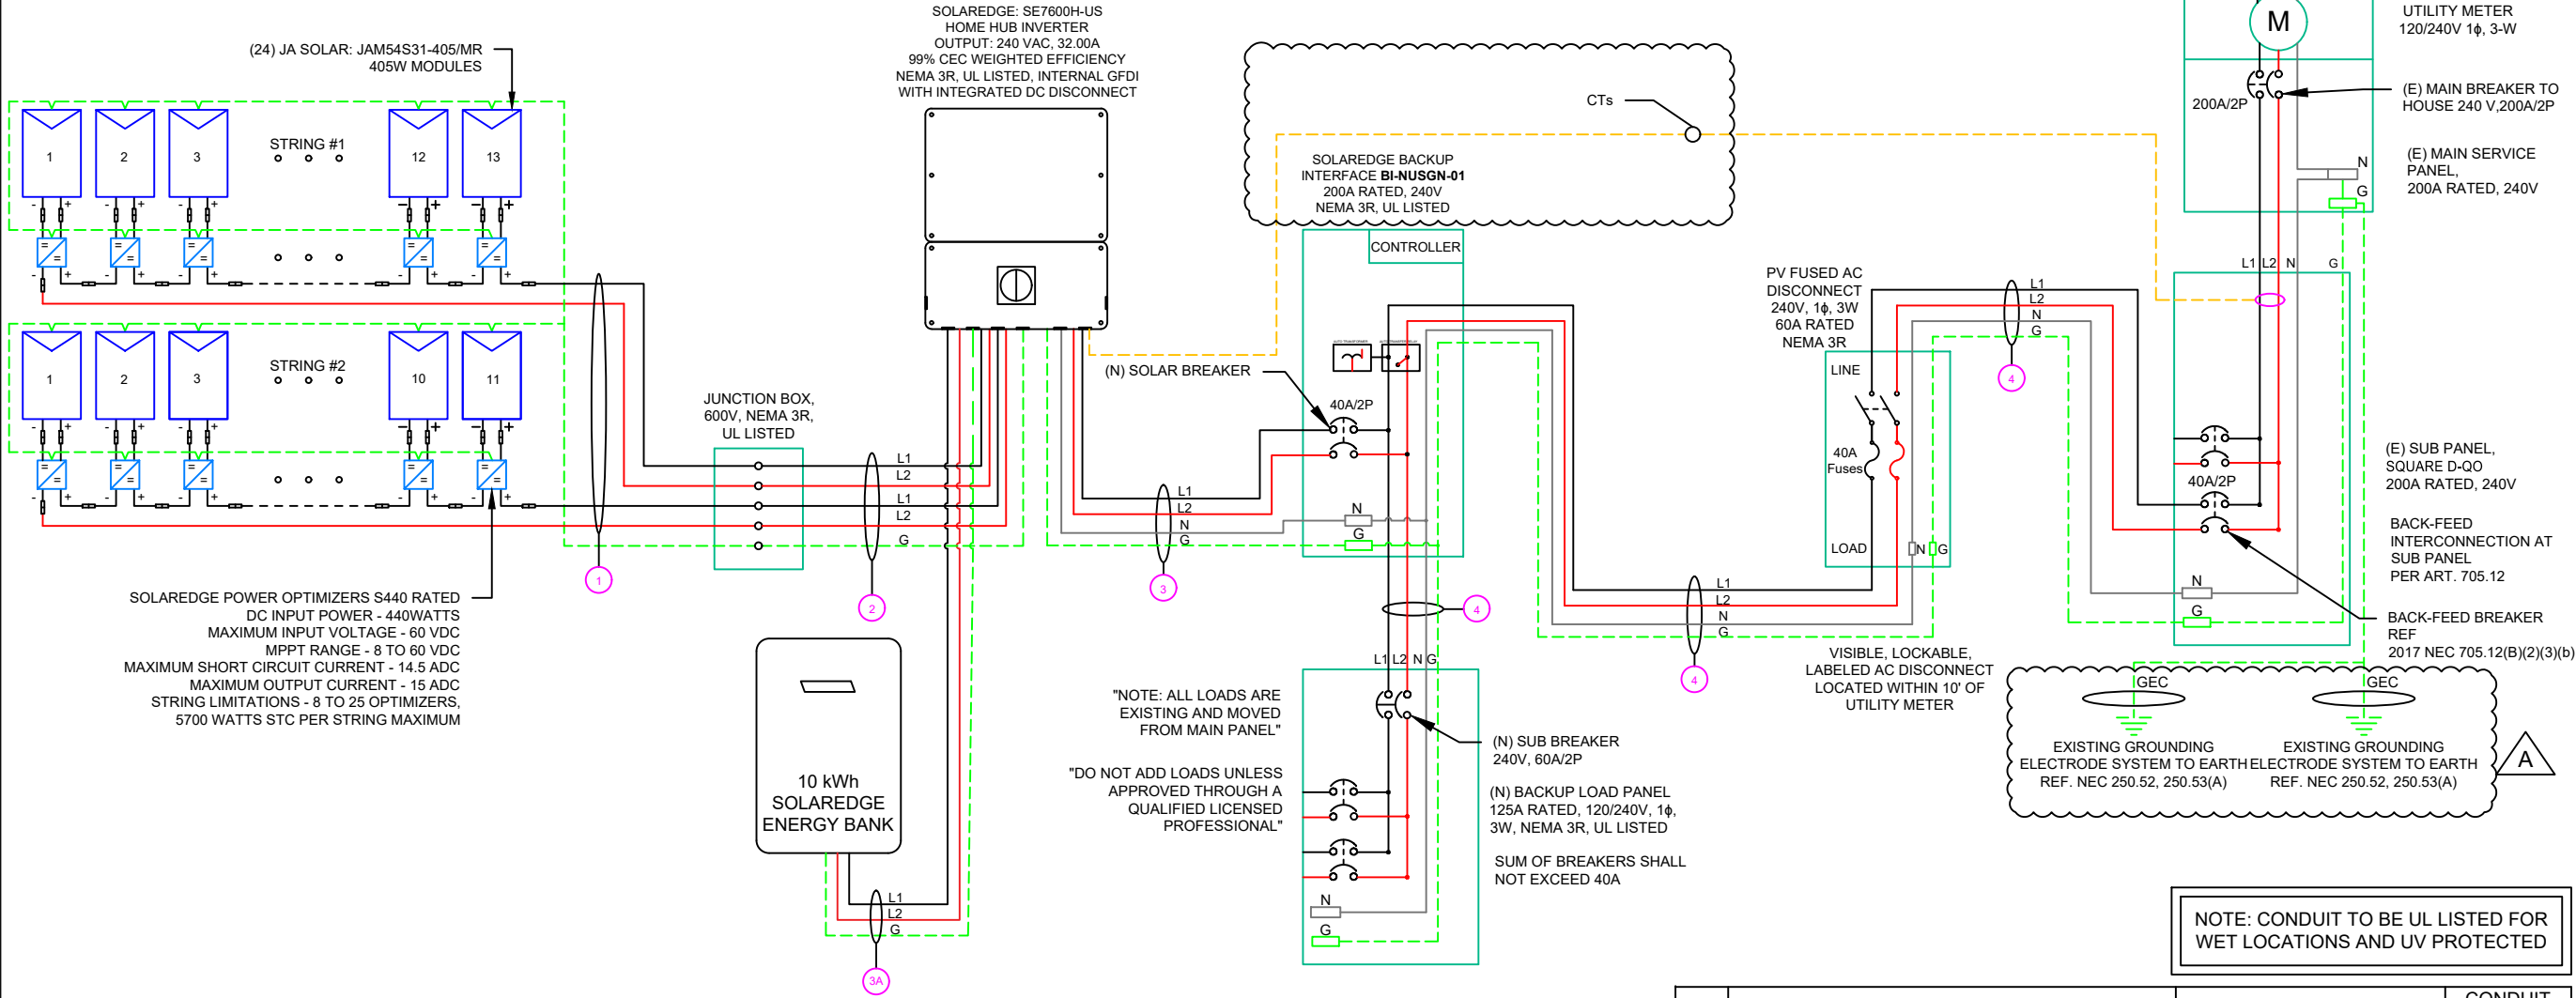 (24) JA SOLAR: JAM54S31-405/MR
405W MODULES
1
2
3
STRING #1
12
13
- +
1
2
3
STRING #2
10
11
- +
SOLAREDGE POWER OPTIMIZERS S440 RATED
DC INPUT POWER - 440WATTS
MAXIMUM INPUT VOLTAGE - 60 VDC
MPPT RANGE - 8 TO 60 VDC
MAXIMUM SHORT CIRCUIT CURRENT - 14.5 ADC
MAXIMUM OUTPUT CURRENT - 15 ADC
STRING LIMITATIONS - 8 TO 25 OPTIMIZERS,
5700 WATTS STC PER STRING MAXIMUM
1
JUNCTION BOX,
600V, NEMA 3R,
UL LISTED
L1
L2
L1
L2
G
2
SOLAREDGE: SE7600H-US
HOME HUB INVERTER
OUTPUT: 240 VAC, 32.00A
99% CEC WEIGHTED EFFICIENCY
NEMA 3R, UL LISTED, INTERNAL GFDI
WITH INTEGRATED DC DISCONNECT
10 kWh
SOLAREDGE
ENERGY BANK
L1
L2
G
3A
L1
L2
N
G
3
CTs
SOLAREDGE BACKUP
INTERFACE BI-NUSGN-01
200A RATED, 240V
NEMA 3R, UL LISTED
CONTROLLER
(N) SOLAR BREAKER
40A/2P
N
G
4
L1 L2 N G
"NOTE: ALL LOADS ARE
EXISTING AND MOVED
FROM MAIN PANEL"
"DO NOT ADD LOADS UNLESS
APPROVED THROUGH A
QUALIFIED LICENSED
PROFESSIONAL"
N
G
(N) SUB BREAKER
240V, 60A/2P
(N) BACKUP LOAD PANEL
125A RATED, 120/240V, 1ϕ,
3W, NEMA 3R, UL LISTED
SUM OF BREAKERS SHALL
NOT EXCEED 40A
L1
L2
N
G
4
PV FUSED AC
DISCONNECT
240V, 1ϕ, 3W
60A RATED
NEMA 3R
LINE
40A
Fuses
LOAD
N G
VISIBLE, LOCKABLE,
LABELED AC DISCONNECT
LOCATED WITHIN 10' OF
UTILITY METER
L1
L2
N
G
4
M
UTILITY METER
120/240V 1ϕ, 3-W
200A/2P
(E) MAIN BREAKER TO
HOUSE 240 V,200A/2P
N
G
(E) MAIN SERVICE
PANEL,
200A RATED, 240V
L1 L2 N G
40A/2P
N
G
(E) SUB PANEL,
SQUARE D-QO
200A RATED, 240V
BACK-FEED
INTERCONNECTION AT
SUB PANEL
PER ART. 705.12
BACK-FEED BREAKER
REF
2017 NEC 705.12(B)(2)(3)(b)
GEC
EXISTING GROUNDING
ELECTRODE SYSTEM TO EARTH
REF. NEC 250.52, 250.53(A)
GEC
EXISTING GROUNDING
ELECTRODE SYSTEM TO EARTH
REF. NEC 250.52, 250.53(A)
A
NOTE: CONDUIT TO BE UL LISTED FOR
WET LOCATIONS AND UV PROTECTED
CONDUIT